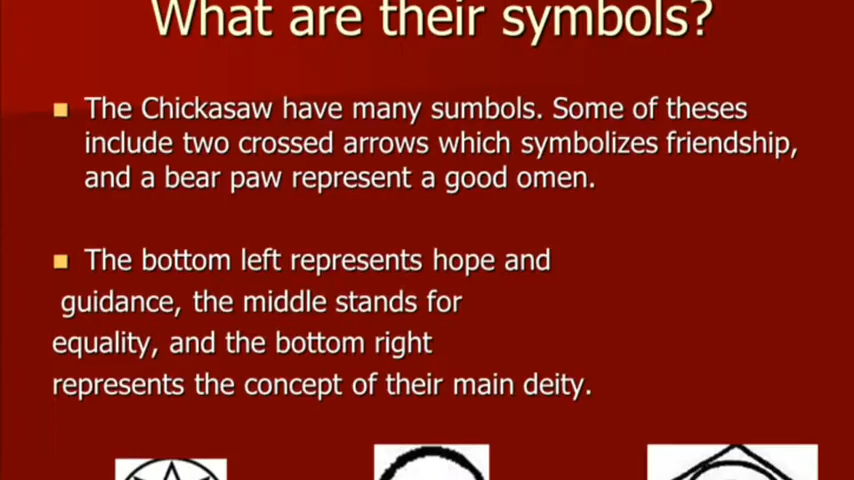 What are their symbols?
The Chickasaw have many sumbols. Some of theses
include two crossed arrows which symbolizes friendship,
and a bear paw represent a good omen.
The bottom left represents hope and
guidance, the middle stands for
equality, and the bottom right
represents the concept of their main deity.